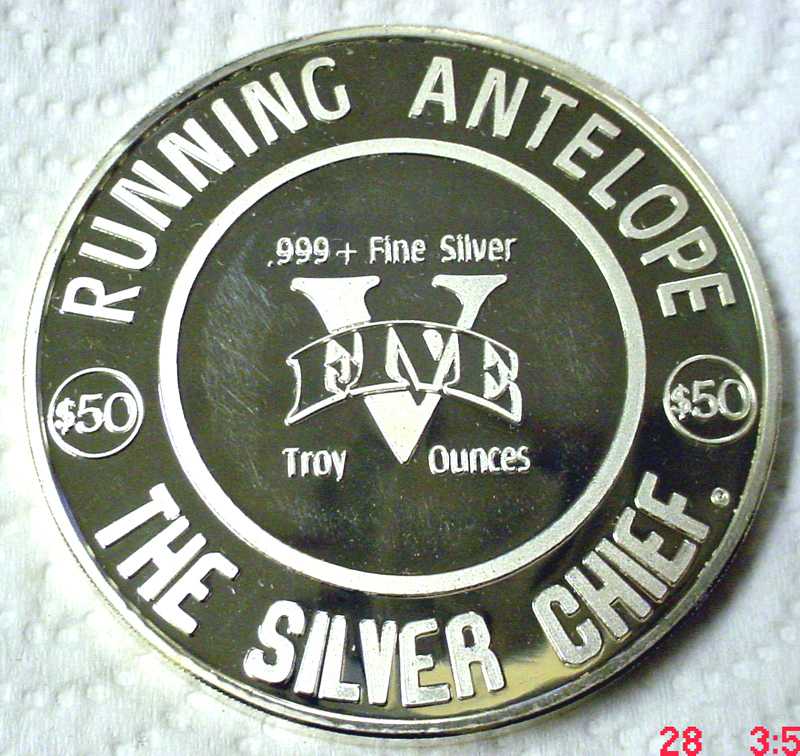 RUNNING ANTELOPE
.999+ Fine Silver
V
FIVE
Troy Ounces
$50
$50
THE SILVER CHIEF.
28 3:5